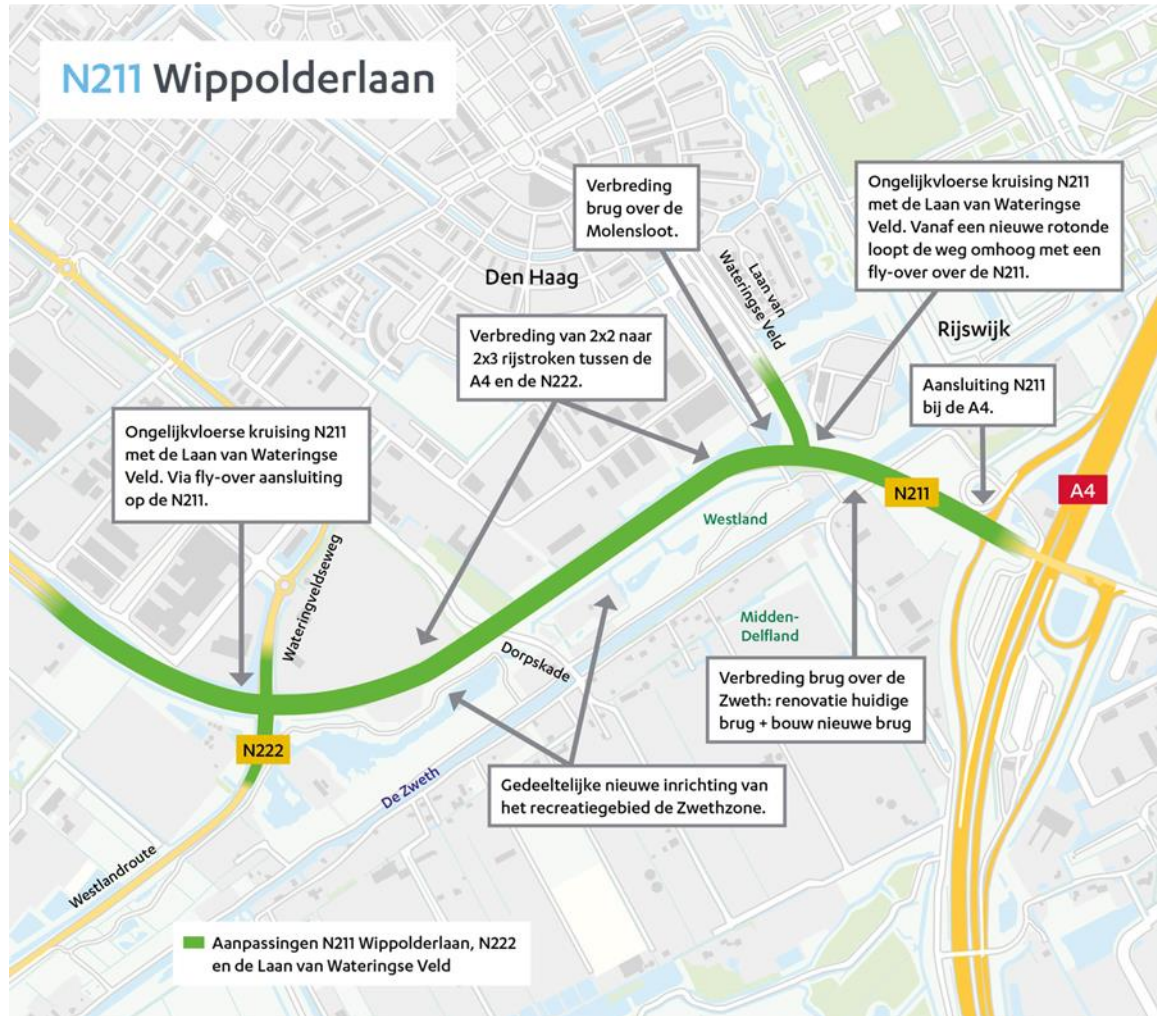 N211 Wippolderlaan
Verbreding
brug over de
Molensloot.
Ongelijkvloerse kruising N211
met de Laan van Wateringse
Veld. Vanaf een nieuwe rotonde
loopt de weg omhoog met een
fly-over over de N211.
Laan van
Wateringse Veld
Den Haag
Rijswijk
Verbreding van 2x2 naar
2x3 rijstroken tussen de
A4 en de N222.
Aansluiting N211
bij de A4.
Ongelijkvloerse kruising N211
met de Laan van Wateringse
Veld. Via fly-over aansluiting
op de N211.
N211
A4
Westland
Wateringveldseweg
Midden-
Delfland
Dorpskade
Verbreding brug over de
Zweth: renovatie huidige
brug + bouw nieuwe brug
N222
De Zweth
Gedeeltelijke nieuwe inrichting van
het recreatiegebied de Zwethzone.
Westlandroute
Aanpassingen N211 Wippolderlaan, N222
en de Laan van Wateringse Veld